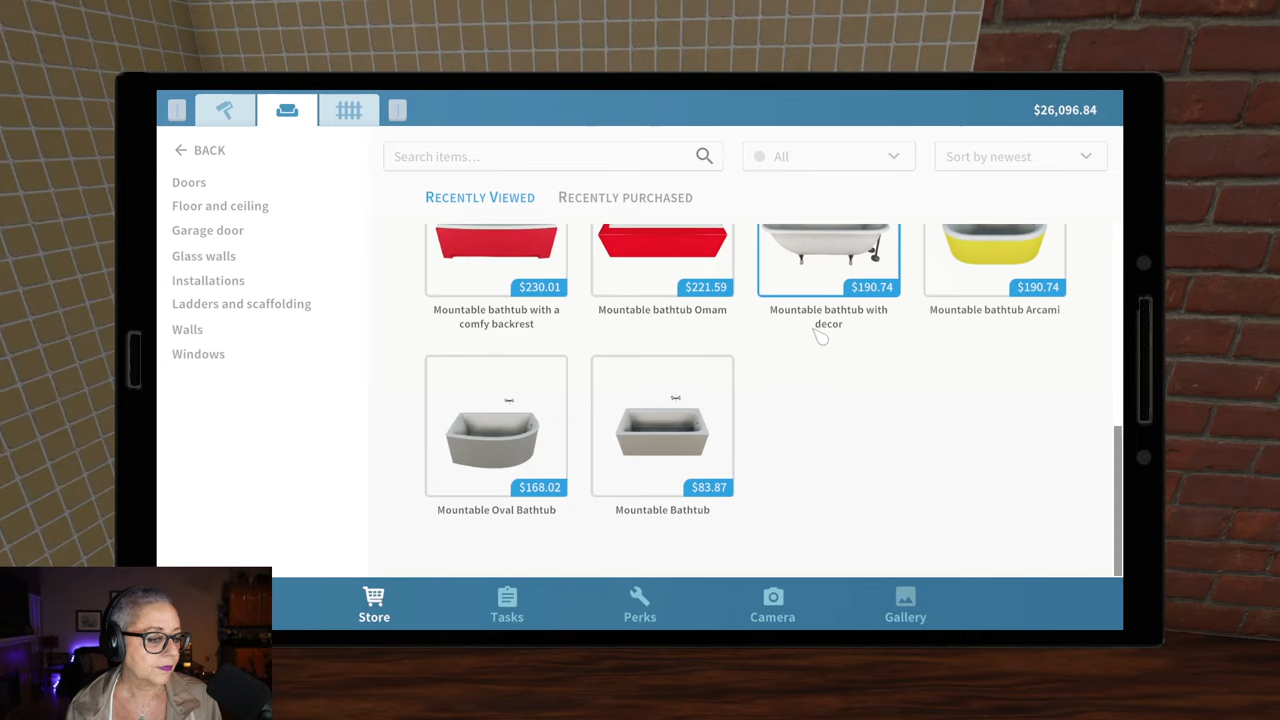 $26,096.84
BACK
Search items...
All
Sort by newest
Doors
Floor and ceiling
Garage door
Glass walls
Installations
Ladders and scaffolding
Walls
Windows
RECENTLY VIEWED
RECENTLY PURCHASED
$230.01
$221.59
$190.74
$190.74
Mountable bathtub with a
comfy backrest
Mountable bathtub Omam
Mountable bathtub with
decor
Mountable bathtub Arcami
$168.02
$83.87
Mountable Oval Bathtub
Mountable Bathtub
Store
Tasks
Perks
Camera
Gallery